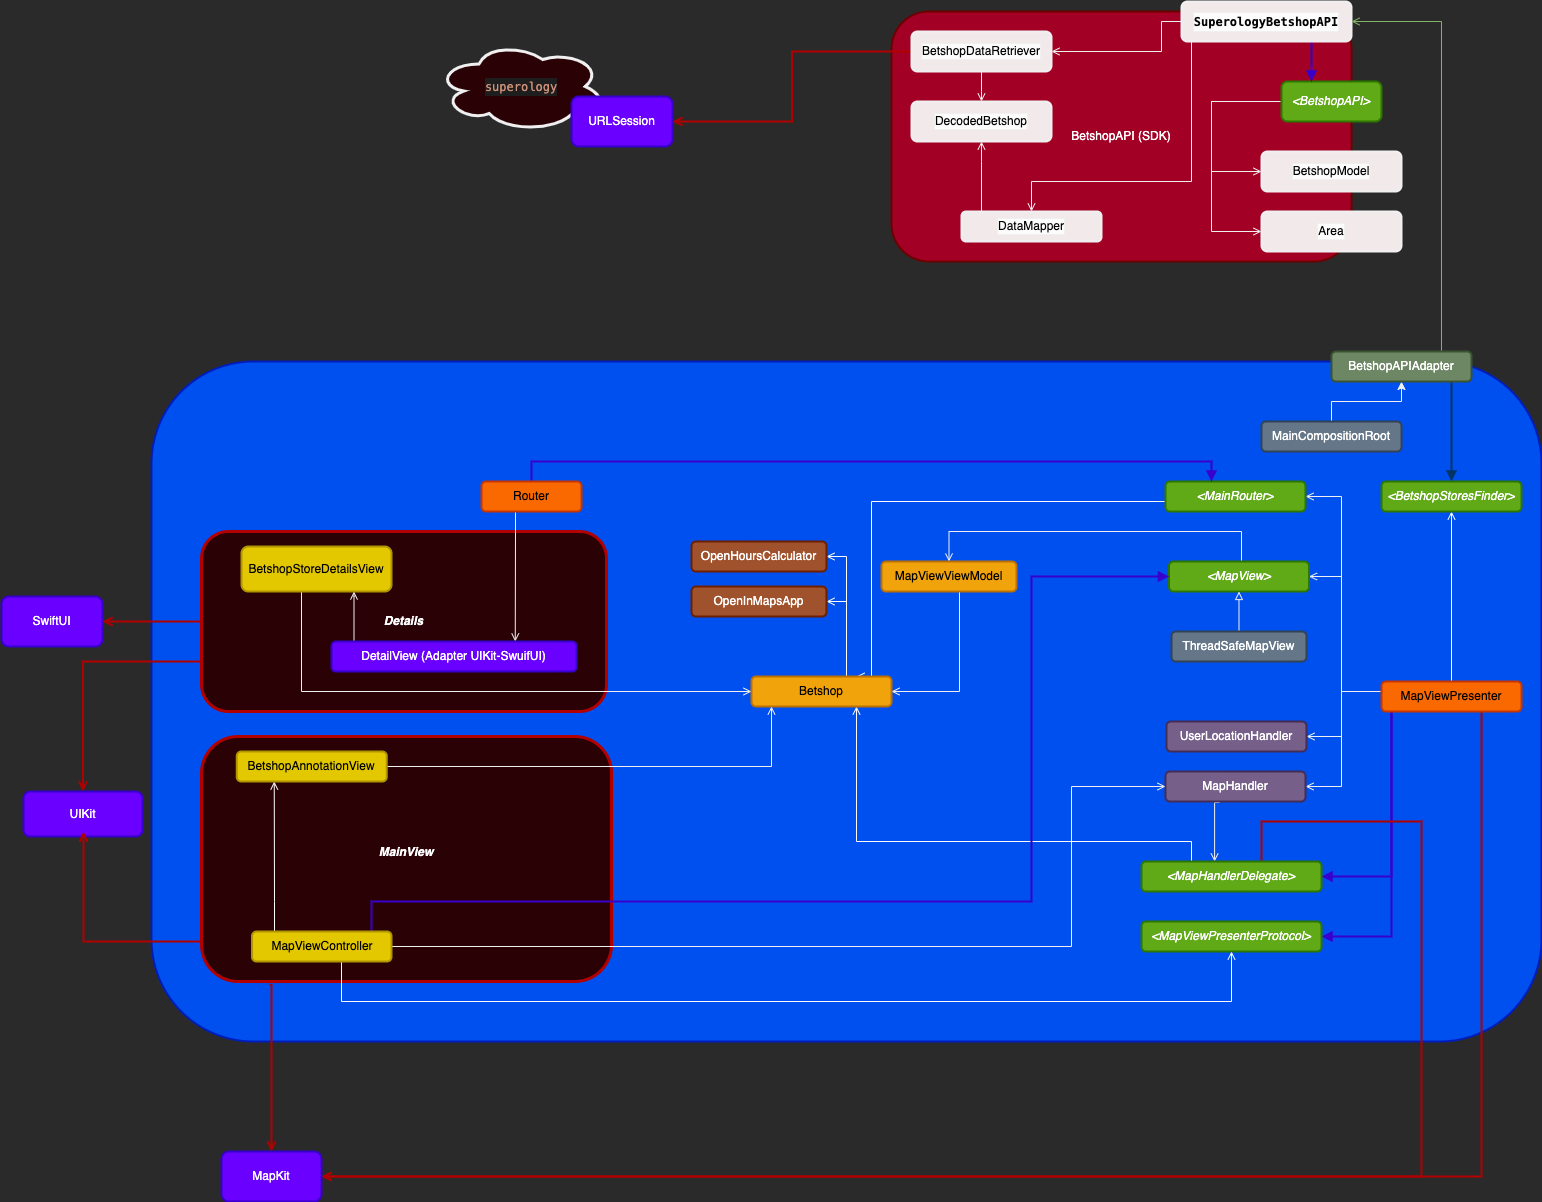 SuperologyBetshopAPI
BetshopDataRetriever
superology
<BetshopAPI>
URLSession
DecodedBetshop
BetshopAPI (SDK)
BetshopModel
DataMapper
Area
BetshopAPIAdapter
MainCompositionRoot
Router
<MainRouter>
<BetshopStoresFinder>
OpenHoursCalculator
BetshopStoreDetailsView
MapViewViewModel
<MapView>
OpenInMapsApp
SwiftUI
Details
ThreadSafeMapView
DetailView (Adapter UIKit-SwuifUI)
Betshop
MapViewPresenter
UserLocationHandler
BetshopAnnotationView
MapHandler
UIKit
MainView
<MapHandlerDelegate>
<MapViewPresenterProtocol>
MapViewController
MapKit